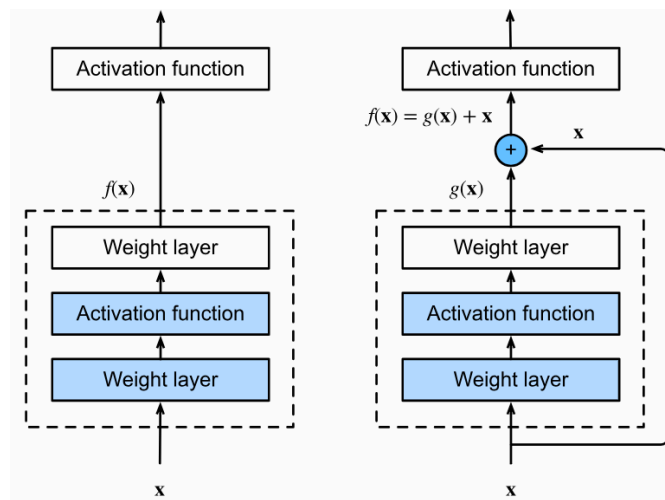 Activation function
f(x)
Weight layer
Activation function
Weight layer
x
Activation function
f(x) = g(x) + x
x
+
g(x)
Weight layer
Activation function
Weight layer
x